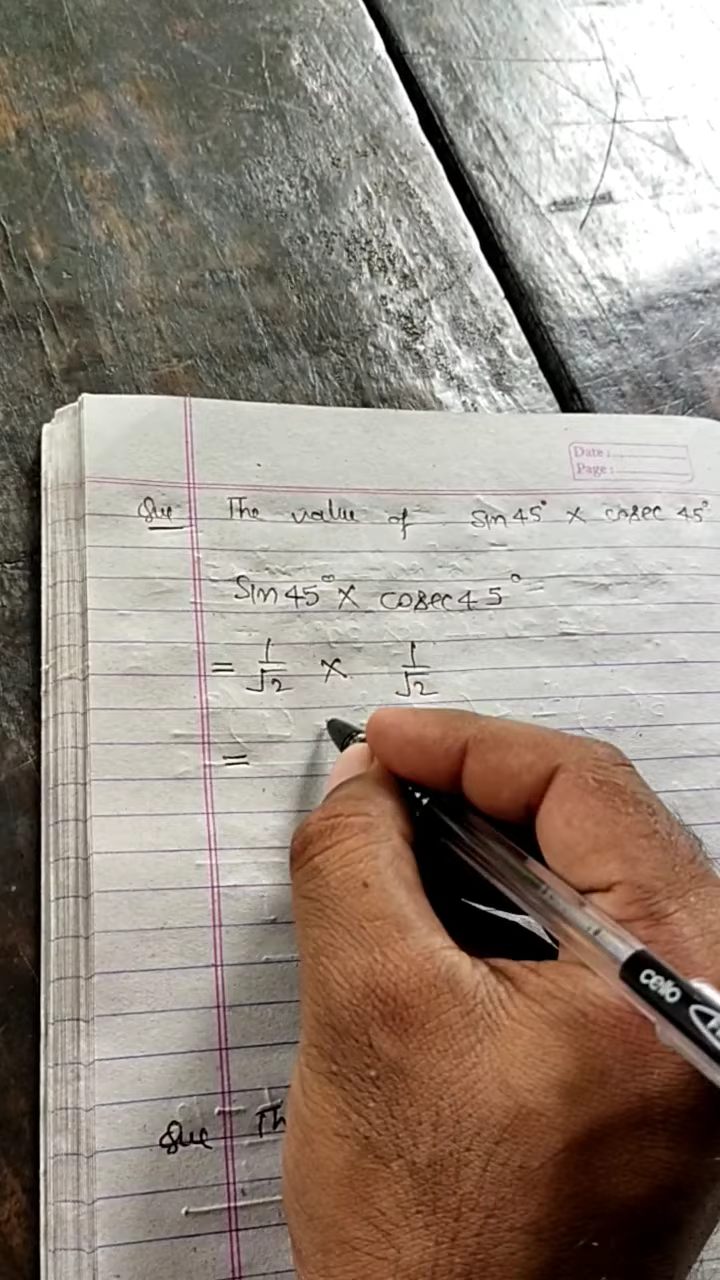 Date :
Page :
Que The value of sin 45° × cosec 45°
Sin 45° × cosec 45°
= 1/√2 × 1/√2
=
cello
Que Th